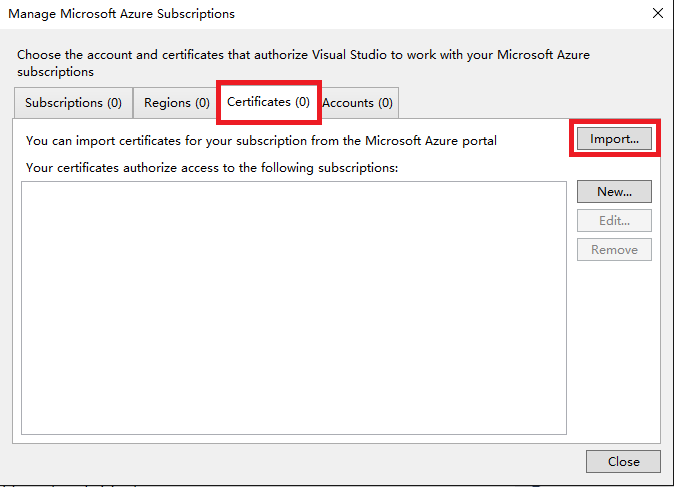 Manage Microsoft Azure Subscriptions
Choose the account and certificates that authorize Visual Studio to work with your Microsoft Azure
subscriptions
Subscriptions (0)
Regions (0)
Certificates (0)
Accounts (0)
You can import certificates for your subscription from the Microsoft Azure portal
Import...
Your certificates authorize access to the following subscriptions:
New...
Edit...
Remove
Close